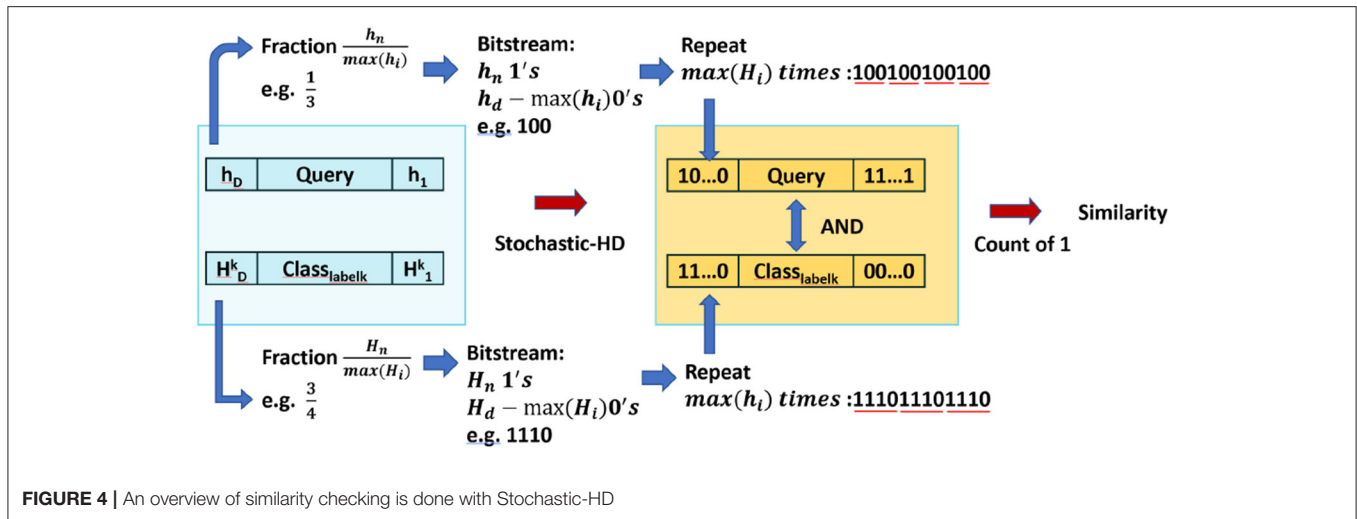 Fraction h_n / max(h_i)
e.g. 1/3
Bitstream:
h_n 1's
h_d − max(h_i)0's
e.g. 100
Repeat
max(H_i) times :100100100100
h_D Query h_1
H^k_D Class_labelk H^k_1
Stochastic-HD
10...0 Query 11...1
AND
11...0 Class_labelk 00...0
Count of 1
Similarity
Fraction H_n / max(H_i)
e.g. 3/4
Bitstream:
H_n 1's
H_d − max(H_i)0's
e.g. 1110
Repeat
max(h_i) times :111011101110
FIGURE 4 | An overview of similarity checking is done with Stochastic-HD